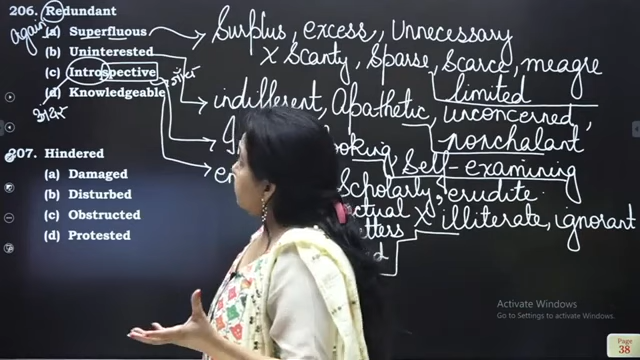 206. Redundant
again
(a) Superfluous
(b) Uninterested
(c) Introspective
(d) Knowledgeable
अंदर
Surplus, excess, Unnecessary
X Scanty, Sparse, Scarce, meagre
limited
indifferent, Apathetic, unconcerned,
nonchalant
Self-examining
Scholarly, erudite
X illiterate, ignorant
207. Hindered
(a) Damaged
(b) Disturbed
(c) Obstructed
(d) Protested
Activate Windows
Go to Settings to activate Windows.
Page
38